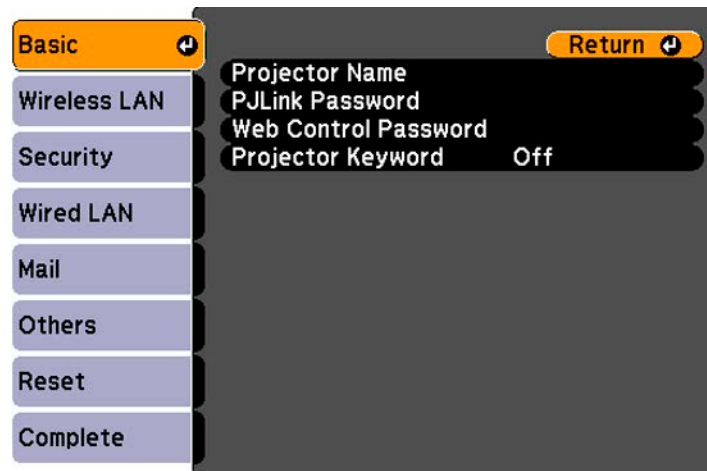 Basic
Wireless LAN
Security
Wired LAN
Mail
Others
Reset
Complete
Return
Projector Name
PJLink Password
Web Control Password
Projector Keyword Off